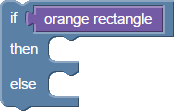 if orange rectangle
then
else